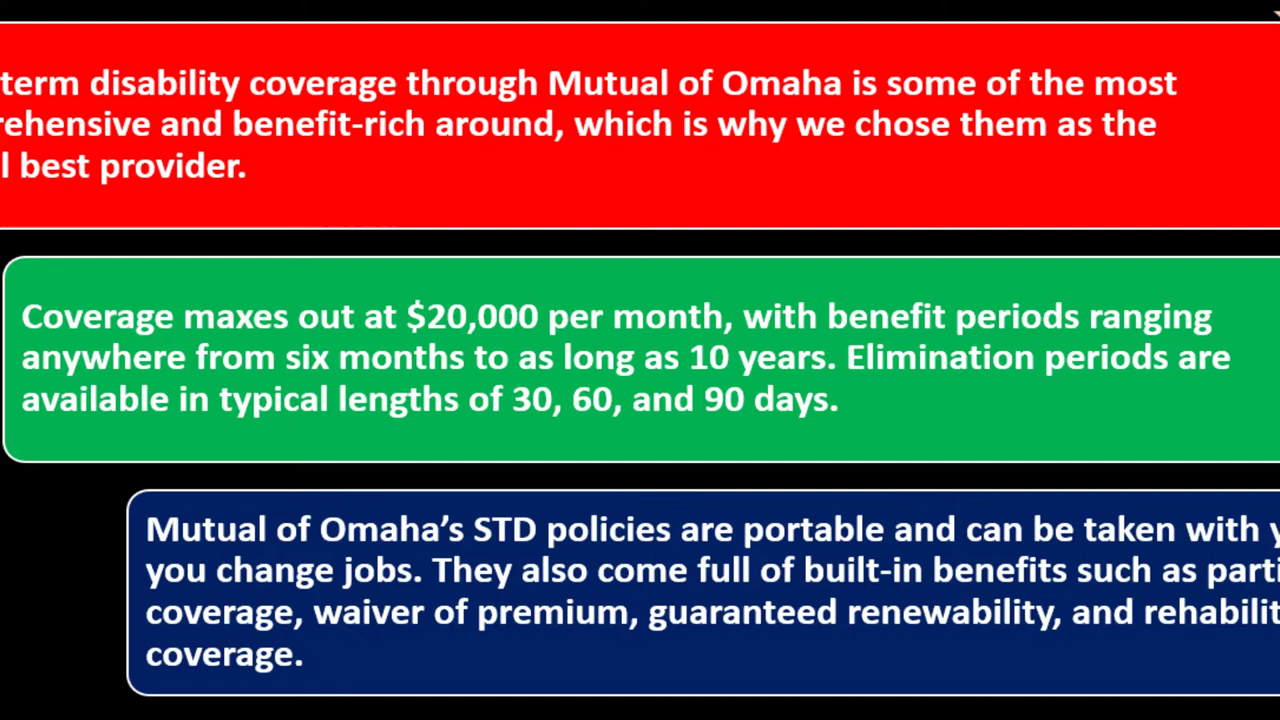 term disability coverage through Mutual of Omaha is some of the most
rehensive and benefit-rich around, which is why we chose them as the
l best provider.
Coverage maxes out at $20,000 per month, with benefit periods ranging
anywhere from six months to as long as 10 years. Elimination periods are
available in typical lengths of 30, 60, and 90 days.
Mutual of Omaha’s STD policies are portable and can be taken with y
you change jobs. They also come full of built-in benefits such as parti
coverage, waiver of premium, guaranteed renewability, and rehabilit
coverage.